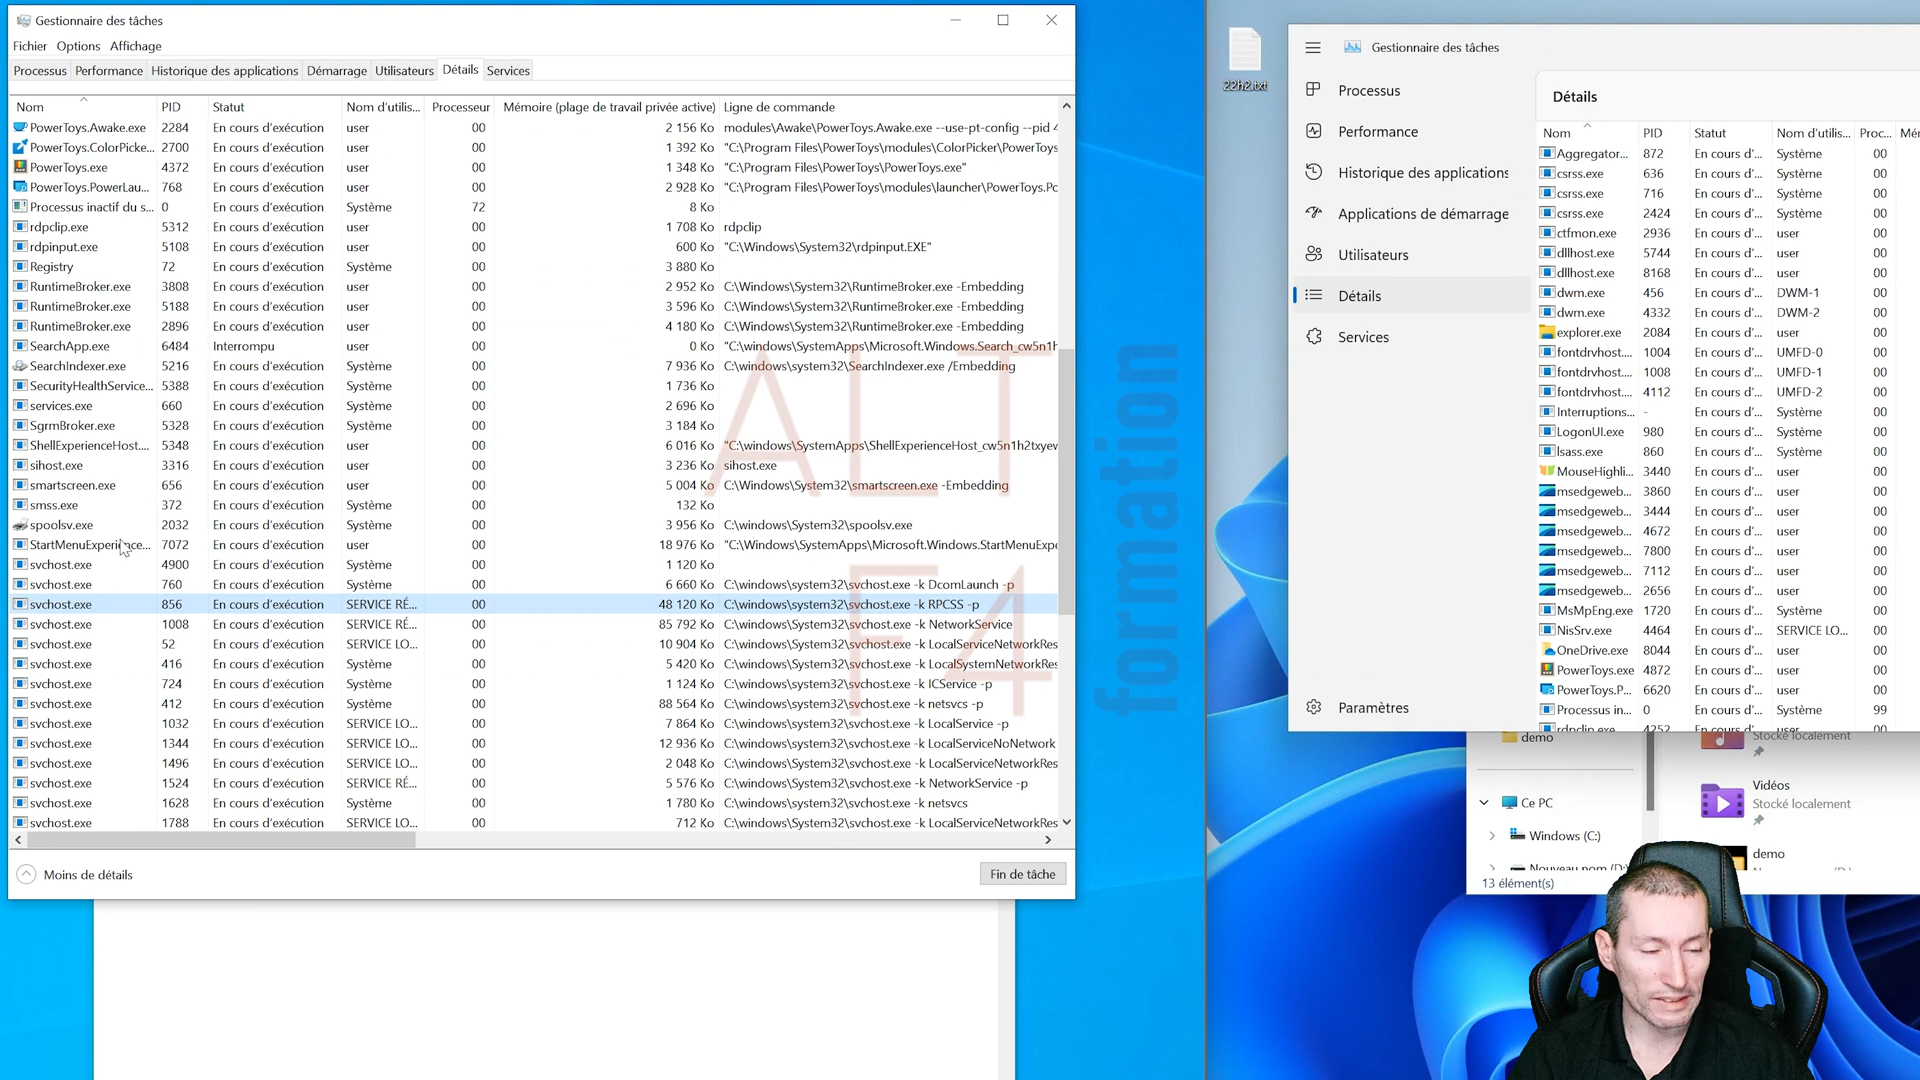 Gestionnaire des tâches
Fichier Options Affichage
Processus Performance Historique des applications Démarrage Utilisateurs Détails Services
Nom PID Statut Nom d'utilis... Processeur Mémoire (plage de travail privée active) Ligne de commande
PowerToys.Awake.exe 2284 En cours d'exécution user 00 2 156 Ko modules\Awake\PowerToys.Awake.exe --use-pt-config --pid 4
PowerToys.ColorPicke... 2700 En cours d'exécution user 00 1 392 Ko "C:\Program Files\PowerToys\modules\ColorPicker\PowerToys
PowerToys.exe 4372 En cours d'exécution user 00 1 348 Ko "C:\Program Files\PowerToys\PowerToys.exe"
PowerToys.PowerLau... 768 En cours d'exécution user 00 2 928 Ko "C:\Program Files\PowerToys\modules\launcher\PowerToys.Pc
Processus inactif du s... 0 En cours d'exécution Système 72 8 Ko
rdpclip.exe 5312 En cours d'exécution user 00 1 708 Ko rdpclip
rdpinput.exe 5108 En cours d'exécution user 00 600 Ko "C:\Windows\System32\rdpinput.EXE"
Registry 72 En cours d'exécution Système 00 3 880 Ko
RuntimeBroker.exe 3808 En cours d'exécution user 00 2 952 Ko C:\Windows\System32\RuntimeBroker.exe -Embedding
RuntimeBroker.exe 5188 En cours d'exécution user 00 3 596 Ko C:\Windows\System32\RuntimeBroker.exe -Embedding
RuntimeBroker.exe 2896 En cours d'exécution user 00 4 180 Ko C:\Windows\System32\RuntimeBroker.exe -Embedding
SearchApp.exe 6484 Interrompu user 00 0 Ko "C:\windows\SystemApps\Microsoft.Windows.Search_cw5n1h
SearchIndexer.exe 5216 En cours d'exécution Système 00 7 936 Ko C:\windows\system32\SearchIndexer.exe /Embedding
SecurityHealthService... 5388 En cours d'exécution Système 00 1 736 Ko
services.exe 660 En cours d'exécution Système 00 2 696 Ko
SgrmBroker.exe 5328 En cours d'exécution Système 00 3 184 Ko
ShellExperienceHost.... 5348 En cours d'exécution user 00 6 016 Ko "C:\windows\SystemApps\ShellExperienceHost_cw5n1h2txyev
sihost.exe 3316 En cours d'exécution user 00 3 236 Ko sihost.exe
smartscreen.exe 656 En cours d'exécution user 00 5 004 Ko C:\Windows\System32\smartscreen.exe -Embedding
smss.exe 372 En cours d'exécution Système 00 132 Ko
spoolsv.exe 2032 En cours d'exécution Système 00 3 956 Ko C:\windows\System32\spoolsv.exe
StartMenuExperience... 7072 En cours d'exécution user 00 18 976 Ko "C:\Windows\SystemApps\Microsoft.Windows.StartMenuExpe
svchost.exe 4900 En cours d'exécution Système 00 1 120 Ko
svchost.exe 760 En cours d'exécution Système 00 6 660 Ko C:\windows\system32\svchost.exe -k DcomLaunch -p
svchost.exe 856 En cours d'exécution SERVICE RÉ... 00 48 120 Ko C:\windows\system32\svchost.exe -k RPCSS -p
svchost.exe 1008 En cours d'exécution SERVICE RÉ... 00 85 792 Ko C:\windows\System32\svchost.exe -k NetworkService
svchost.exe 52 En cours d'exécution SERVICE LO... 00 10 904 Ko C:\windows\System32\svchost.exe -k LocalServiceNetworkRes
svchost.exe 416 En cours d'exécution Système 00 5 420 Ko C:\windows\System32\svchost.exe -k LocalSystemNetworkRes
svchost.exe 724 En cours d'exécution Système 00 1 124 Ko C:\windows\system32\svchost.exe -k ICService -p
svchost.exe 412 En cours d'exécution Système 00 88 564 Ko C:\windows\system32\svchost.exe -k netsvcs -p
svchost.exe 1032 En cours d'exécution SERVICE LO... 00 7 864 Ko C:\windows\system32\svchost.exe -k LocalService -p
svchost.exe 1344 En cours d'exécution SERVICE LO... 00 12 936 Ko C:\windows\system32\svchost.exe -k LocalServiceNoNetwork
svchost.exe 1496 En cours d'exécution SERVICE LO... 00 2 048 Ko C:\windows\system32\svchost.exe -k LocalServiceNetworkRes
svchost.exe 1524 En cours d'exécution SERVICE RÉ... 00 5 576 Ko C:\windows\System32\svchost.exe -k NetworkService -p
svchost.exe 1628 En cours d'exécution Système 00 1 780 Ko C:\windows\System32\svchost.exe -k netsvcs
svchost.exe 1788 En cours d'exécution SERVICE LO... 00 712 Ko C:\windows\System32\svchost.exe -k LocalServiceNetworkRes
Moins de détails
Fin de tâche
ALT
F4
formation
22h2.txt
Gestionnaire des tâches
Processus
Performance
Historique des applications
Applications de démarrage
Utilisateurs
Détails
Services
Paramètres
Détails
Nom PID Statut Nom d'utilis... Proc... Mér
Aggregator... 872 En cours d'... Système 00
csrss.exe 636 En cours d'... Système 00
csrss.exe 716 En cours d'... Système 00
csrss.exe 2424 En cours d'... Système 00
ctfmon.exe 2936 En cours d'... user 00
dllhost.exe 5744 En cours d'... user 00
dllhost.exe 8168 En cours d'... user 00
dwm.exe 456 En cours d'... DWM-1 00
dwm.exe 4332 En cours d'... DWM-2 00
explorer.exe 2084 En cours d'... user 00
fontdrvhost.... 1004 En cours d'... UMFD-0 00
fontdrvhost.... 1008 En cours d'... UMFD-1 00
fontdrvhost.... 4112 En cours d'... UMFD-2 00
Interruptions... - En cours d'... Système 00
LogonUI.exe 980 En cours d'... Système 00
lsass.exe 860 En cours d'... Système 00
MouseHighli... 3440 En cours d'... user 00
msedgeweb... 3860 En cours d'... user 00
msedgeweb... 3444 En cours d'... user 00
msedgeweb... 4672 En cours d'... user 00
msedgeweb... 7800 En cours d'... user 00
msedgeweb... 7112 En cours d'... user 00
msedgeweb... 2656 En cours d'... user 00
MsMpEng.exe 1720 En cours d'... Système 00
NisSrv.exe 4464 En cours d'... SERVICE LO... 00
OneDrive.exe 8044 En cours d'... user 00
PowerToys.exe 4872 En cours d'... user 00
PowerToys.P... 6620 En cours d'... user 00
Processus in... 0 En cours d'... Système 99
rdpclip.exe 4252 En cours d'... user 00
demo
Stocké localement
Vidéos
Stocké localement
Ce PC
Windows (C:)
demo
Nouveau nom (D:
13 élément(s)